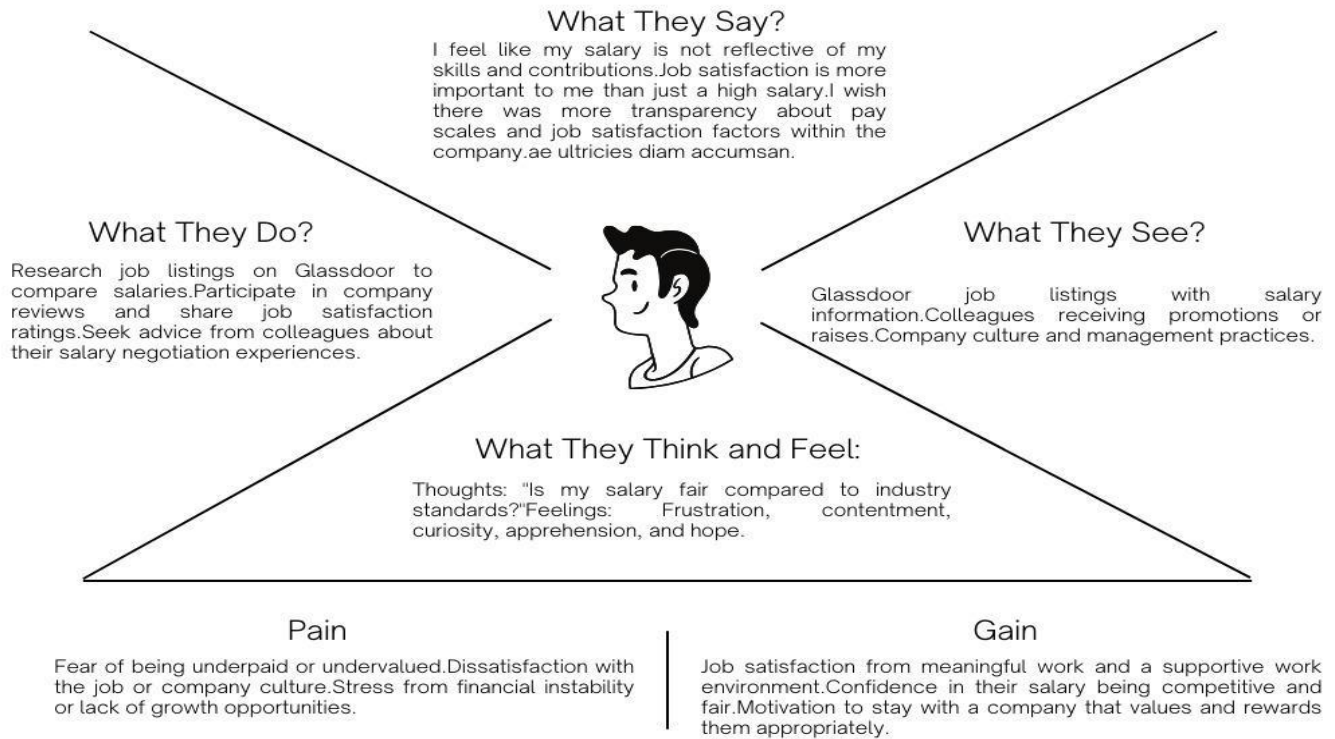 What They Say?
I feel like my salary is not reflective of my
skills and contributions.Job satisfaction is more
important to me than just a high salary.I wish
there was more transparency about pay
scales and job satisfaction factors within the
company.ae ultricies diam accumsan.
What They Do?
Research job listings on Glassdoor to
compare salaries.Participate in company
reviews and share job satisfaction
ratings.Seek advice from colleagues about
their salary negotiation experiences.
What They See?
Glassdoor job listings with salary
information.Colleagues receiving promotions or
raises.Company culture and management practices.
What They Think and Feel:
Thoughts: "Is my salary fair compared to industry
standards?"Feelings: Frustration, contentment,
curiosity, apprehension, and hope.
Pain
Fear of being underpaid or undervalued.Dissatisfaction with
the job or company culture.Stress from financial instability
or lack of growth opportunities.
Gain
Job satisfaction from meaningful work and a supportive work
environment.Confidence in their salary being competitive and
fair.Motivation to stay with a company that values and rewards
them appropriately.